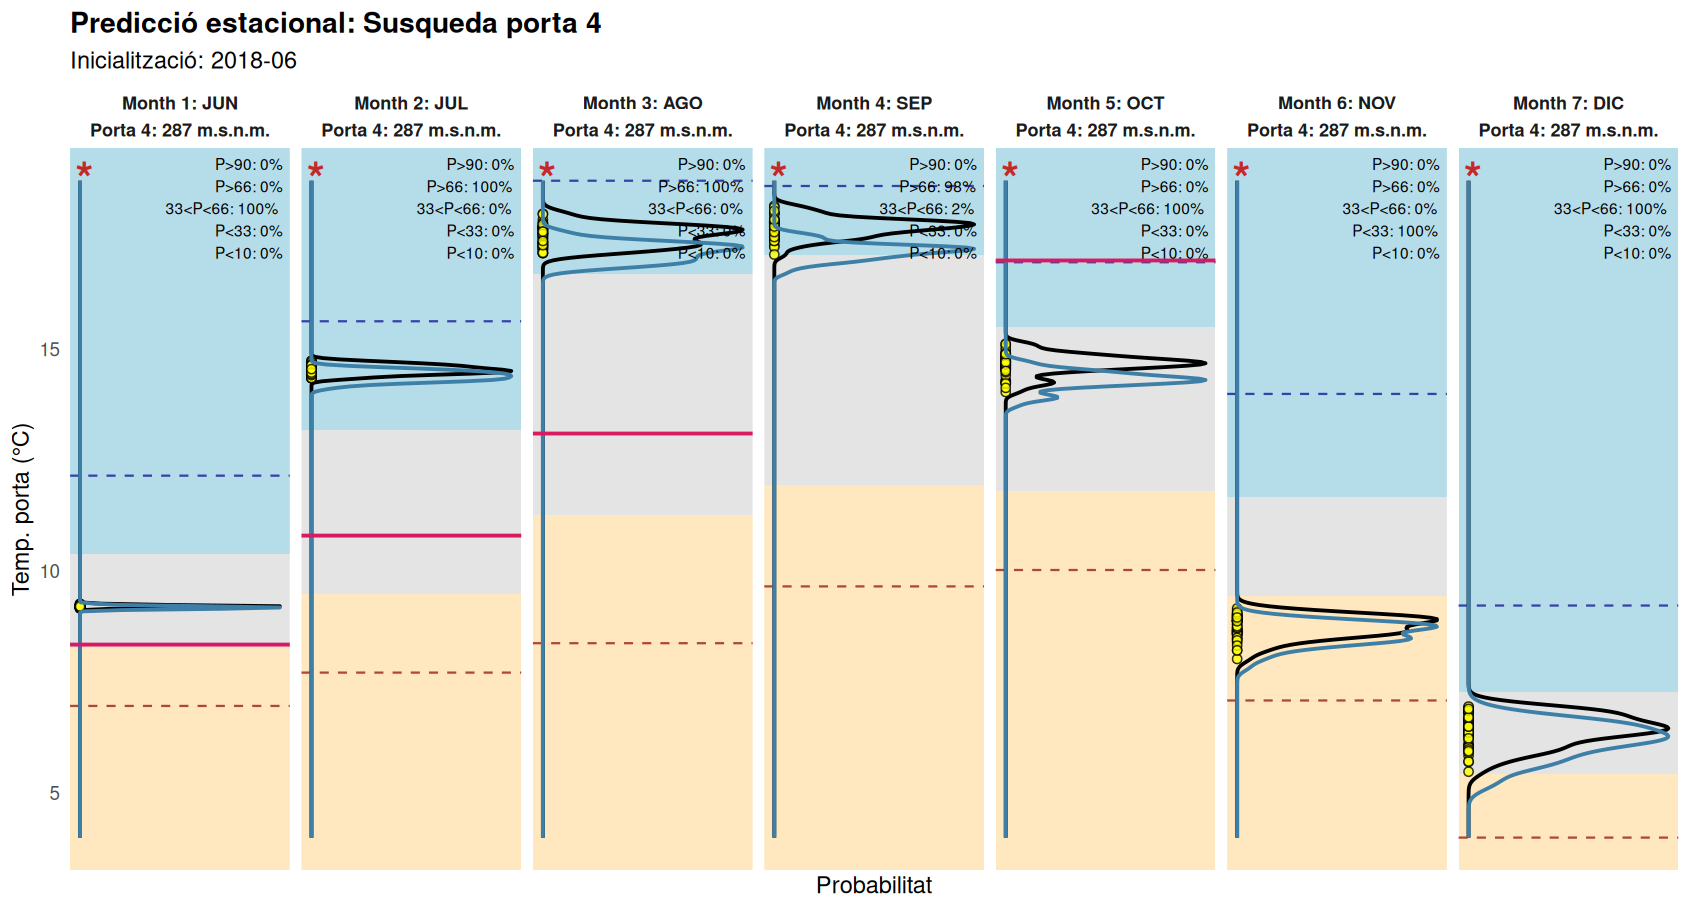 Predicció estacional: Susqueda porta 4
Inicialització: 2018-06
Month 1: JUN
Porta 4: 287 m.s.n.m.
Month 2: JUL
Porta 4: 287 m.s.n.m.
Month 3: AGO
Porta 4: 287 m.s.n.m.
Month 4: SEP
Porta 4: 287 m.s.n.m.
Month 5: OCT
Porta 4: 287 m.s.n.m.
Month 6: NOV
Porta 4: 287 m.s.n.m.
Month 7: DIC
Porta 4: 287 m.s.n.m.
*
P>90: 0%
P>66: 0%
33<P<66: 100%
P<33: 0%
P<10: 0%
*
P>90: 0%
P>66: 100%
33<P<66: 0%
P<33: 0%
P<10: 0%
*
P>90: 0%
P>66: 100%
33<P<66: 0%
P<33: 0%
P<10: 0%
*
P>90: 0%
P>66: 98%
33<P<66: 2%
P<33: 0%
P<10: 0%
*
P>90: 0%
P>66: 0%
33<P<66: 100%
P<33: 0%
P<10: 0%
*
P>90: 0%
P>66: 0%
33<P<66: 0%
P<33: 100%
P<10: 0%
*
P>90: 0%
P>66: 0%
33<P<66: 100%
P<33: 0%
P<10: 0%
Temp. porta (°C)
15
10
5
Probabilitat